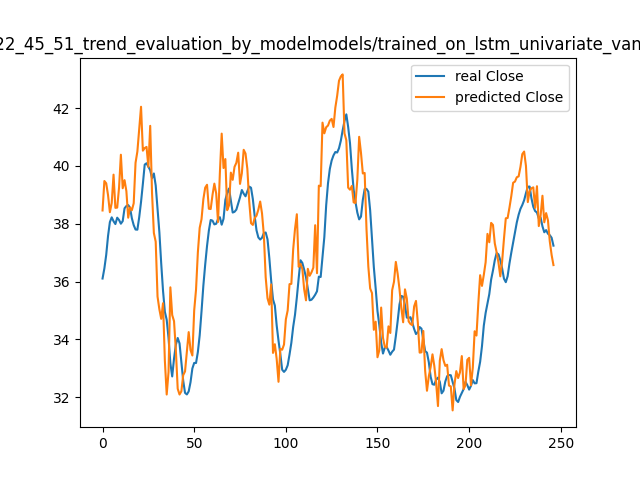 22_45_51_trend_evaluation_by_modelmodels/trained_on_lstm_univariate_van
real Close
predicted Close
42
40
38
36
34
32
0 50 100 150 200 250